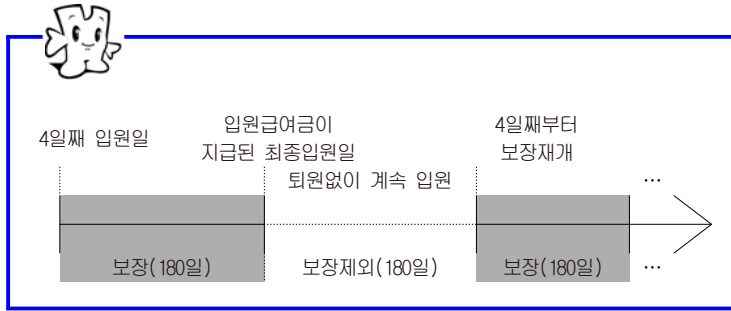 4일째 입원일
입원급여금이
지급된 최종입원일
4일째부터
보장재개
퇴원없이 계속 입원
…
보장(180일)
보장제외(180일)
보장(180일)
…